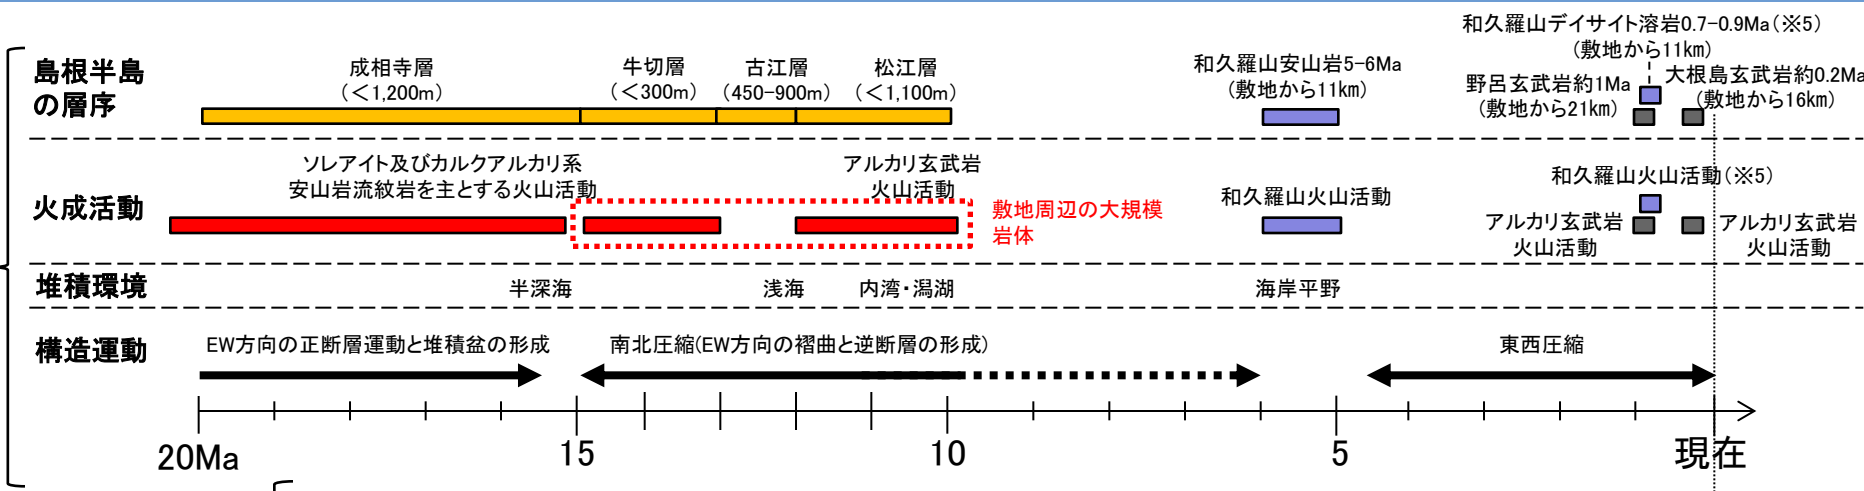 島根半島
の層序
成相寺層
(<1,200m)
牛切層
(<300m)
古江層
(450-900m)
松江層
(<1,100m)
和久羅山安山岩5-6Ma
(敷地から11km)
和久羅山デイサイト溶岩0.7-0.9Ma(※5)
(敷地から11km)
野呂玄武岩約1Ma
(敷地から21km)
大根島玄武岩約0.2Ma
(敷地から16km)
火成活動
ソレアイト及びカルクアルカリ系
安山岩流紋岩を主とする火山活動
アルカリ玄武岩
火山活動
敷地周辺の大規模
岩体
和久羅山火山活動
和久羅山火山活動(※5)
アルカリ玄武岩
火山活動
アルカリ玄武岩
火山活動
堆積環境
半深海
浅海
内湾・潟湖
海岸平野
構造運動
EW方向の正断層運動と堆積盆の形成
南北圧縮(EW方向の褶曲と逆断層の形成)
東西圧縮
20Ma
15
10
5
現在